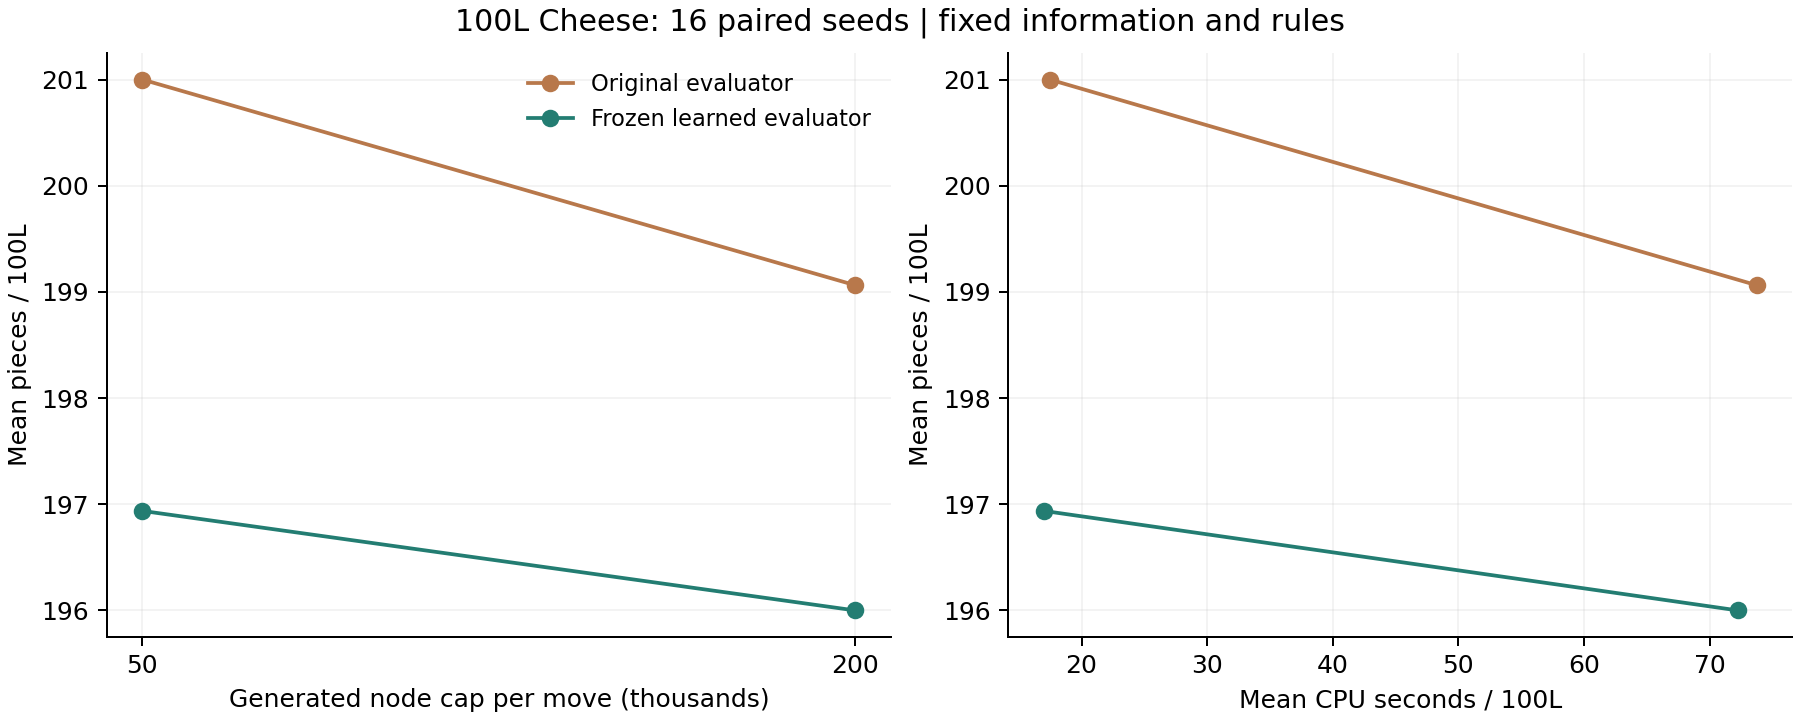 100L Cheese: 16 paired seeds | fixed information and rules
Original evaluator
Frozen learned evaluator
Mean pieces / 100L
201
200
199
198
197
196
50
200
Generated node cap per move (thousands)
Mean pieces / 100L
201
200
199
198
197
196
20
30
40
50
60
70
Mean CPU seconds / 100L